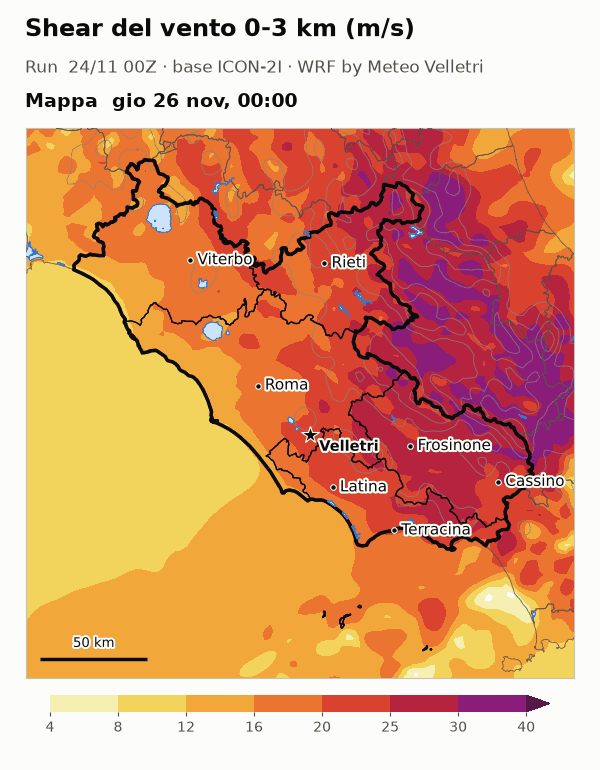 Shear del vento 0-3 km (m/s)
Run  24/11 00Z · base ICON-2I · WRF by Meteo Velletri
Mappa  gio 26 nov, 00:00
Viterbo
Rieti
Roma
Velletri
Frosinone
Cassino
Latina
Terracina
50 km
4 8 12 16 20 25 30 40